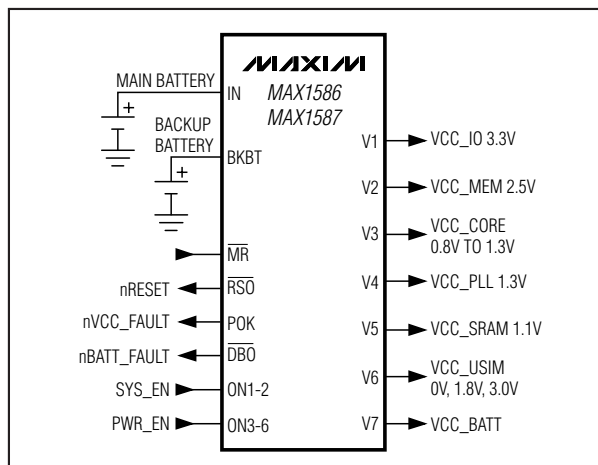 MAXIM
MAX1586
MAX1587
MAIN BATTERY
+
IN
BACKUP
BATTERY
+
BKBT
MR
nRESET
RSO
nVCC_FAULT
POK
nBATT_FAULT
DBO
SYS_EN
ON1-2
PWR_EN
ON3-6
V1
VCC_IO 3.3V
V2
VCC_MEM 2.5V
V3
VCC_CORE
0.8V TO 1.3V
V4
VCC_PLL 1.3V
V5
VCC_SRAM 1.1V
V6
VCC_USIM
0V, 1.8V, 3.0V
V7
VCC_BATT